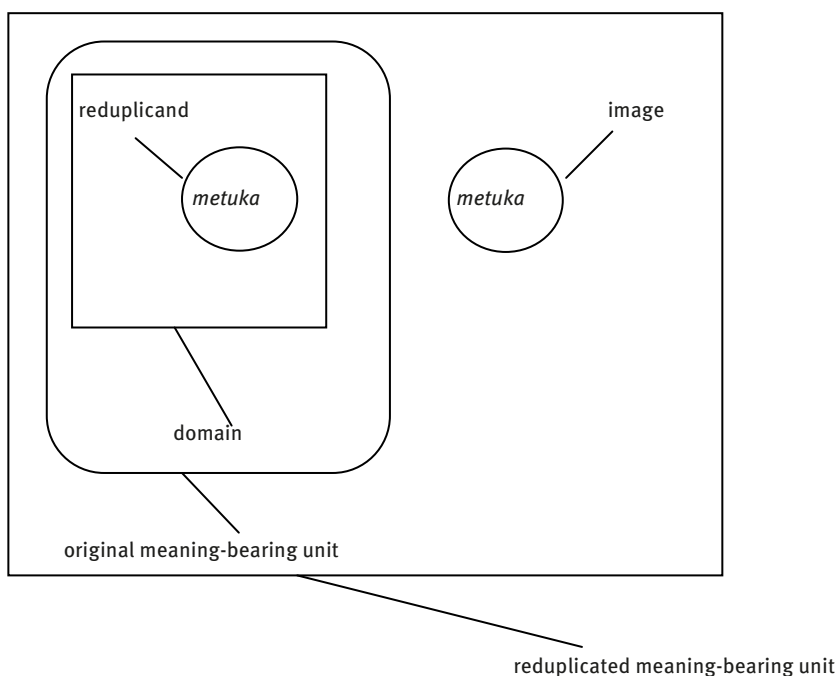 reduplicand
image
metuka
metuka
domain
original meaning-bearing unit
reduplicated meaning-bearing unit